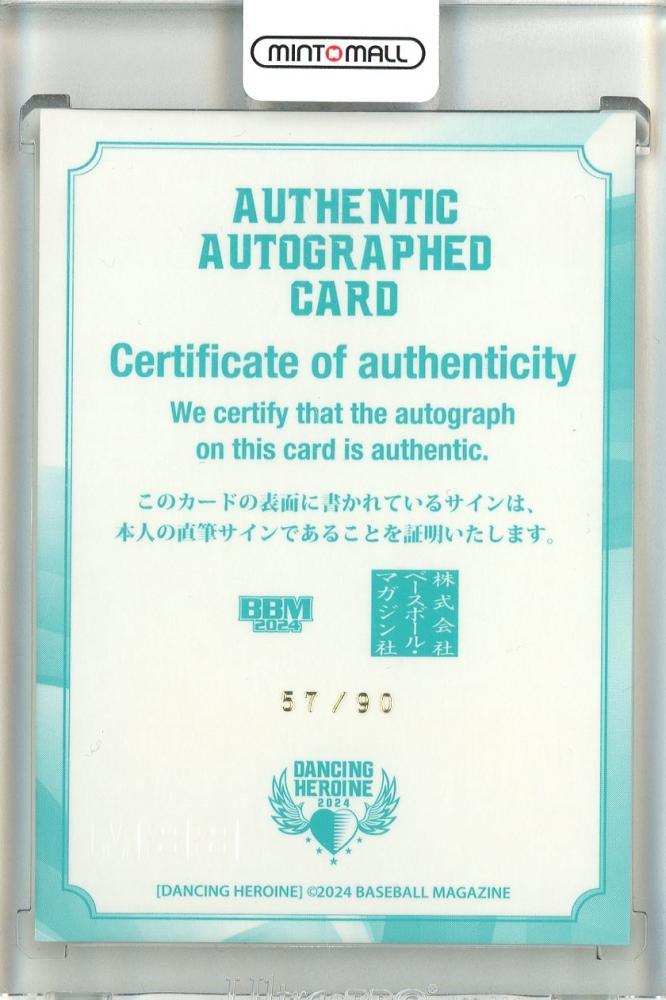 MINTMALL
AUTHENTIC
AUTOGRAPHED
CARD
Certificate of authenticity
We certify that the autograph
on this card is authentic.
このカードの表面に書かれているサインは、
本人の直筆サインであることを証明いたします。
BBM
2024
株式会社
ベースボール・
マガジン社
57/90
DANCING
HEROINE
2024
[DANCING HEROINE] ©2024 BASEBALL MAGAZINE